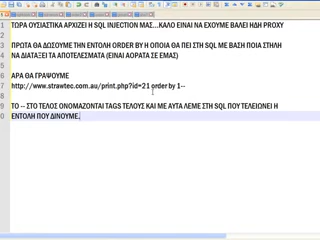 ΤΩΡΑ ΟΥΣΙΑΣΤΙΚΑ ΑΡΧΙΖΕΙ Η SQL INJECTION ΜΑΣ...ΚΑΛΟ ΕΙΝΑΙ ΝΑ ΕΧΟΥΜΕ ΒΑΛΕΙ ΗΔΗ PROXY
ΠΡΩΤΑ ΘΑ ΔΩΣΟΥΜΕ ΤΗΝ ΕΝΤΟΛΗ ORDER BY Η ΟΠΟΙΑ ΘΑ ΠΕΙ ΣΤΗ SQL ΜΕ ΒΑΣΗ ΠΟΙΑ ΣΤΗΛΗ
ΝΑ ΔΙΑΤΑΞΕΙ ΤΑ ΑΠΟΤΕΛΕΣΜΑΤΑ (ΕΙΝΑΙ ΑΟΡΑΤΑ ΣΕ ΕΜΑΣ)
ΑΡΑ ΘΑ ΓΡΑΨΟΥΜΕ
http://www.strawtec.com.au/print.php?id=21 order by 1--
ΤΟ -- ΣΤΟ ΤΕΛΟΣ ΟΝΟΜΑΖΟΝΤΑΙ TAGS ΤΕΛΟΥΣ ΚΑΙ ΜΕ ΑΥΤΑ ΛΕΜΕ ΣΤΗ SQL ΠΟΥ ΤΕΛΕΙΩΝΕΙ Η
ΕΝΤΟΛΗ ΠΟΥ ΔΙΝΟΥΜΕ.